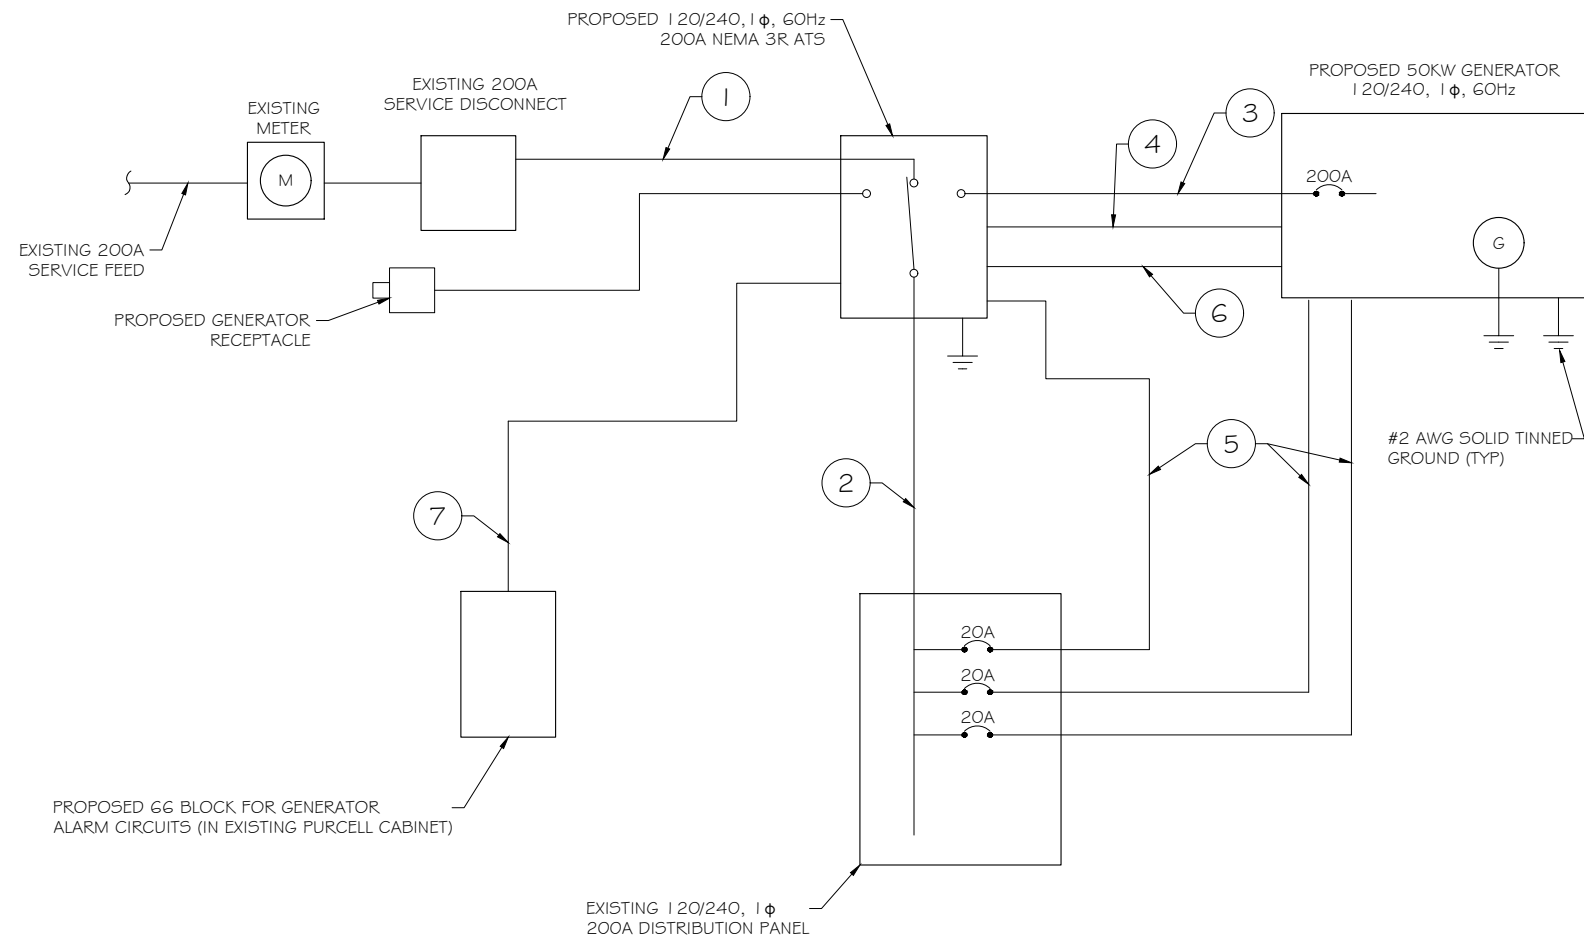 PROPOSED 120/240, 1ϕ, 60Hz
200A NEMA 3R ATS
PROPOSED 50KW GENERATOR
120/240, 1ϕ, 60Hz
EXISTING 200A
SERVICE DISCONNECT
EXISTING
METER
1
3
4
M
200A
EXISTING 200A
SERVICE FEED
G
PROPOSED GENERATOR
RECEPTACLE
6
#2 AWG SOLID TINNED
GROUND (TYP)
5
2
7
20A
20A
20A
PROPOSED 66 BLOCK FOR GENERATOR
ALARM CIRCUITS (IN EXISTING PURCELL CABINET)
EXISTING 120/240, 1ϕ
200A DISTRIBUTION PANEL